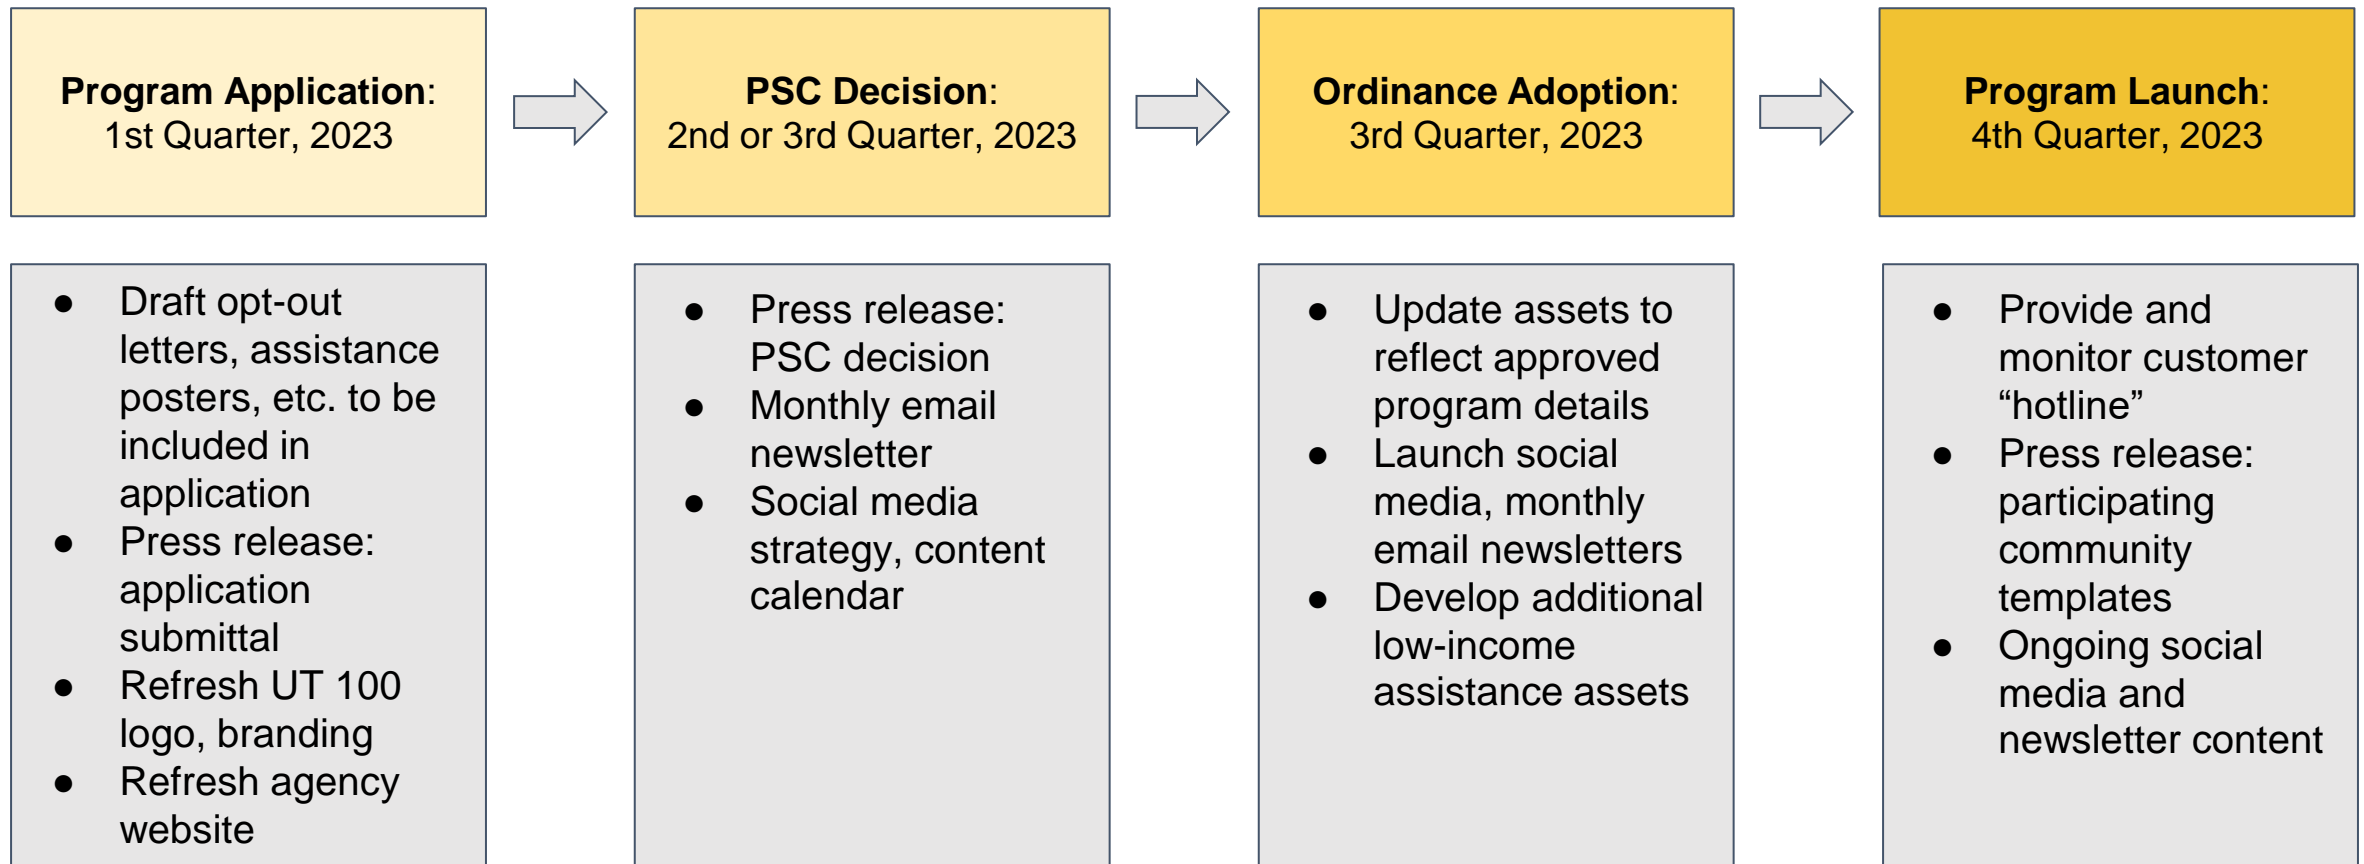 Program Application:
1st Quarter, 2023
PSC Decision:
2nd or 3rd Quarter, 2023
Ordinance Adoption:
3rd Quarter, 2023
Program Launch:
4th Quarter, 2023
● Draft opt-out
letters, assistance
posters, etc. to be
included in
application
● Press release:
application
submittal
● Refresh UT 100
logo, branding
● Refresh agency
website
● Press release:
PSC decision
● Monthly email
newsletter
● Social media
strategy, content
calendar
● Update assets to
reflect approved
program details
● Launch social
media, monthly
email newsletters
● Develop additional
low-income
assistance assets
● Provide and
monitor customer
“hotline”
● Press release:
participating
community
templates
● Ongoing social
media and
newsletter content